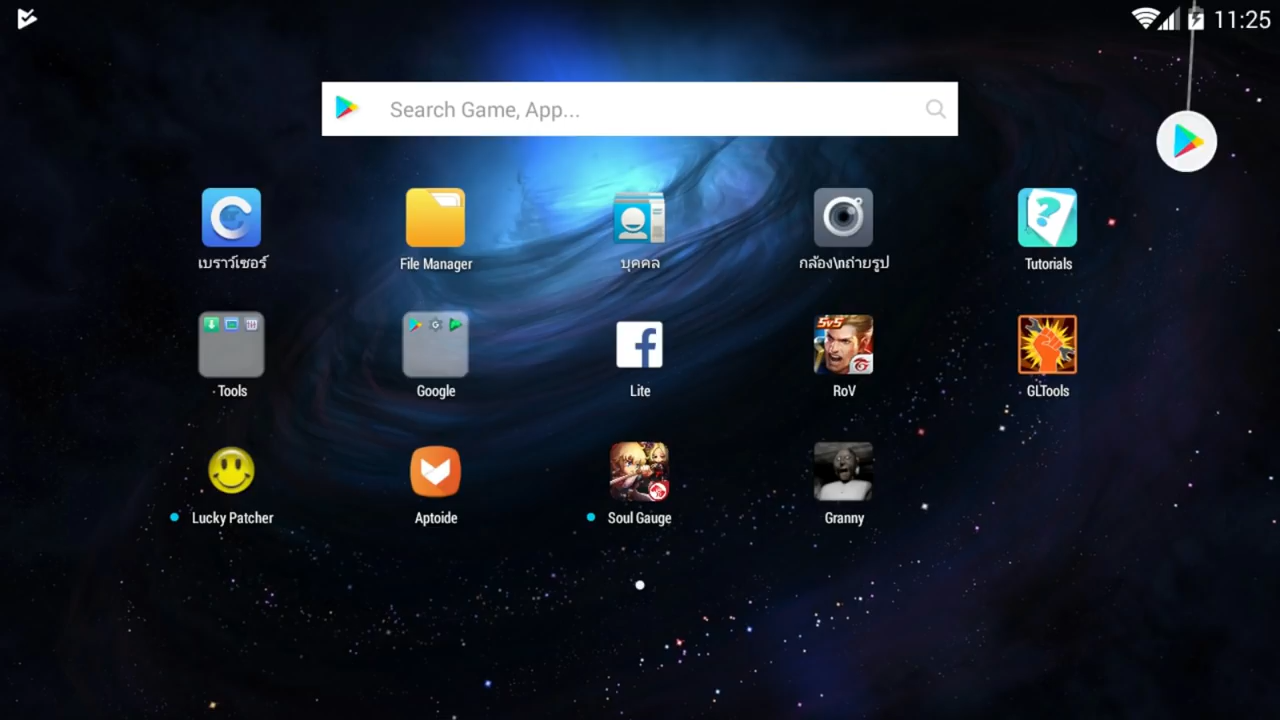 11:25
Search Game, App...
เบราว์เซอร์
File Manager
บุคคล
กล้อง\nถ่ายรูป
Tutorials
Tools
Google
Lite
5v5
RoV
GLTools
Lucky Patcher
Aptoide
Soul Gauge
Granny